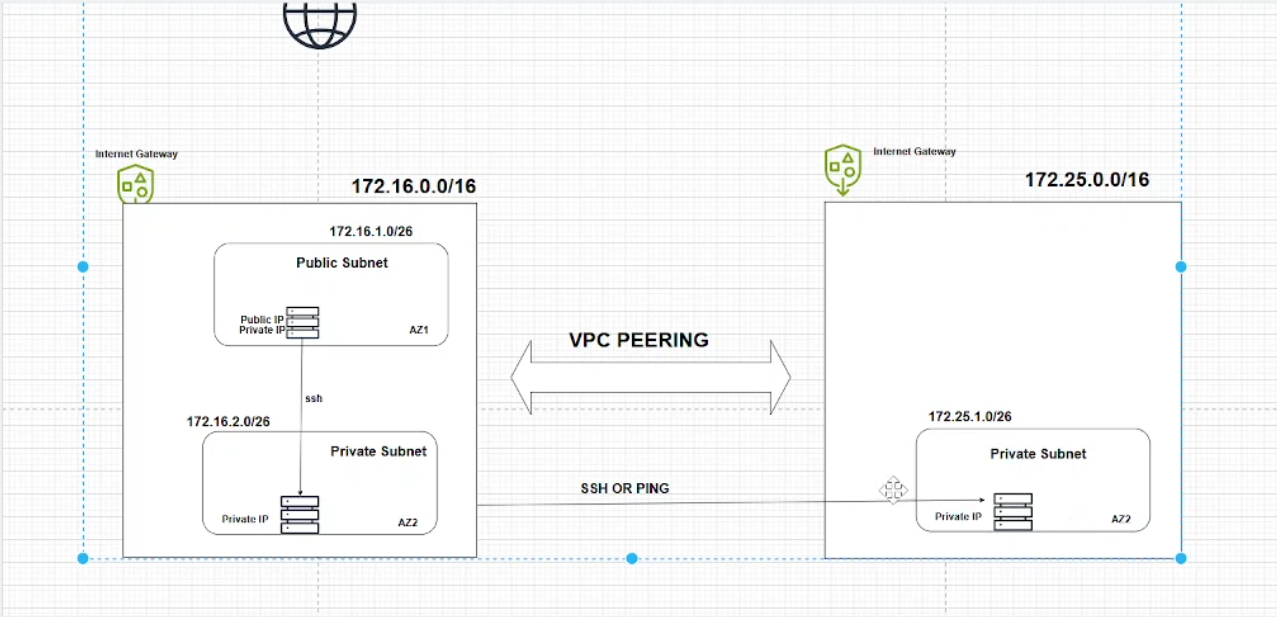 Internet Gateway
172.16.0.0/16
172.16.1.0/26
Public Subnet
Public IP
Private IP
AZ1
ssh
172.16.2.0/26
Private Subnet
Private IP
AZ2
VPC PEERING
SSH OR PING
Internet Gateway
172.25.0.0/16
172.25.1.0/26
Private Subnet
Private IP
AZ2